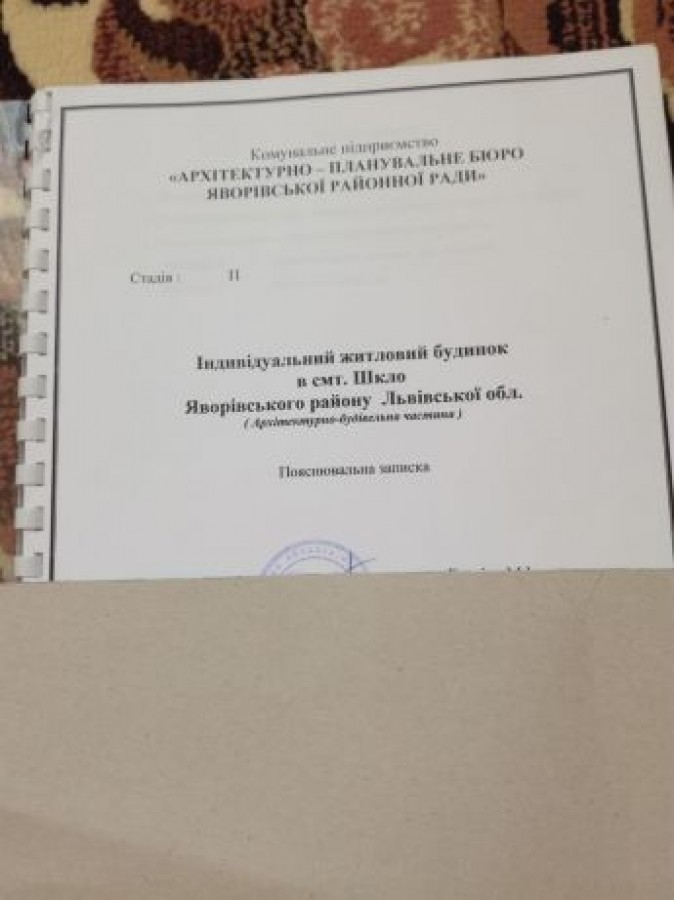 Комунальне підприємство
«АРХІТЕКТУРНО – ПЛАНУВАЛЬНЕ БЮРО
ЯВОРІВСЬКОЇ РАЙОННОЇ РАДИ»
Стадія : П
Індивідуальний житловий будинок
в смт. Шкло
Яворівського району Львівської обл.
( Архітектурно-будівельна частина )
Пояснювальна записка